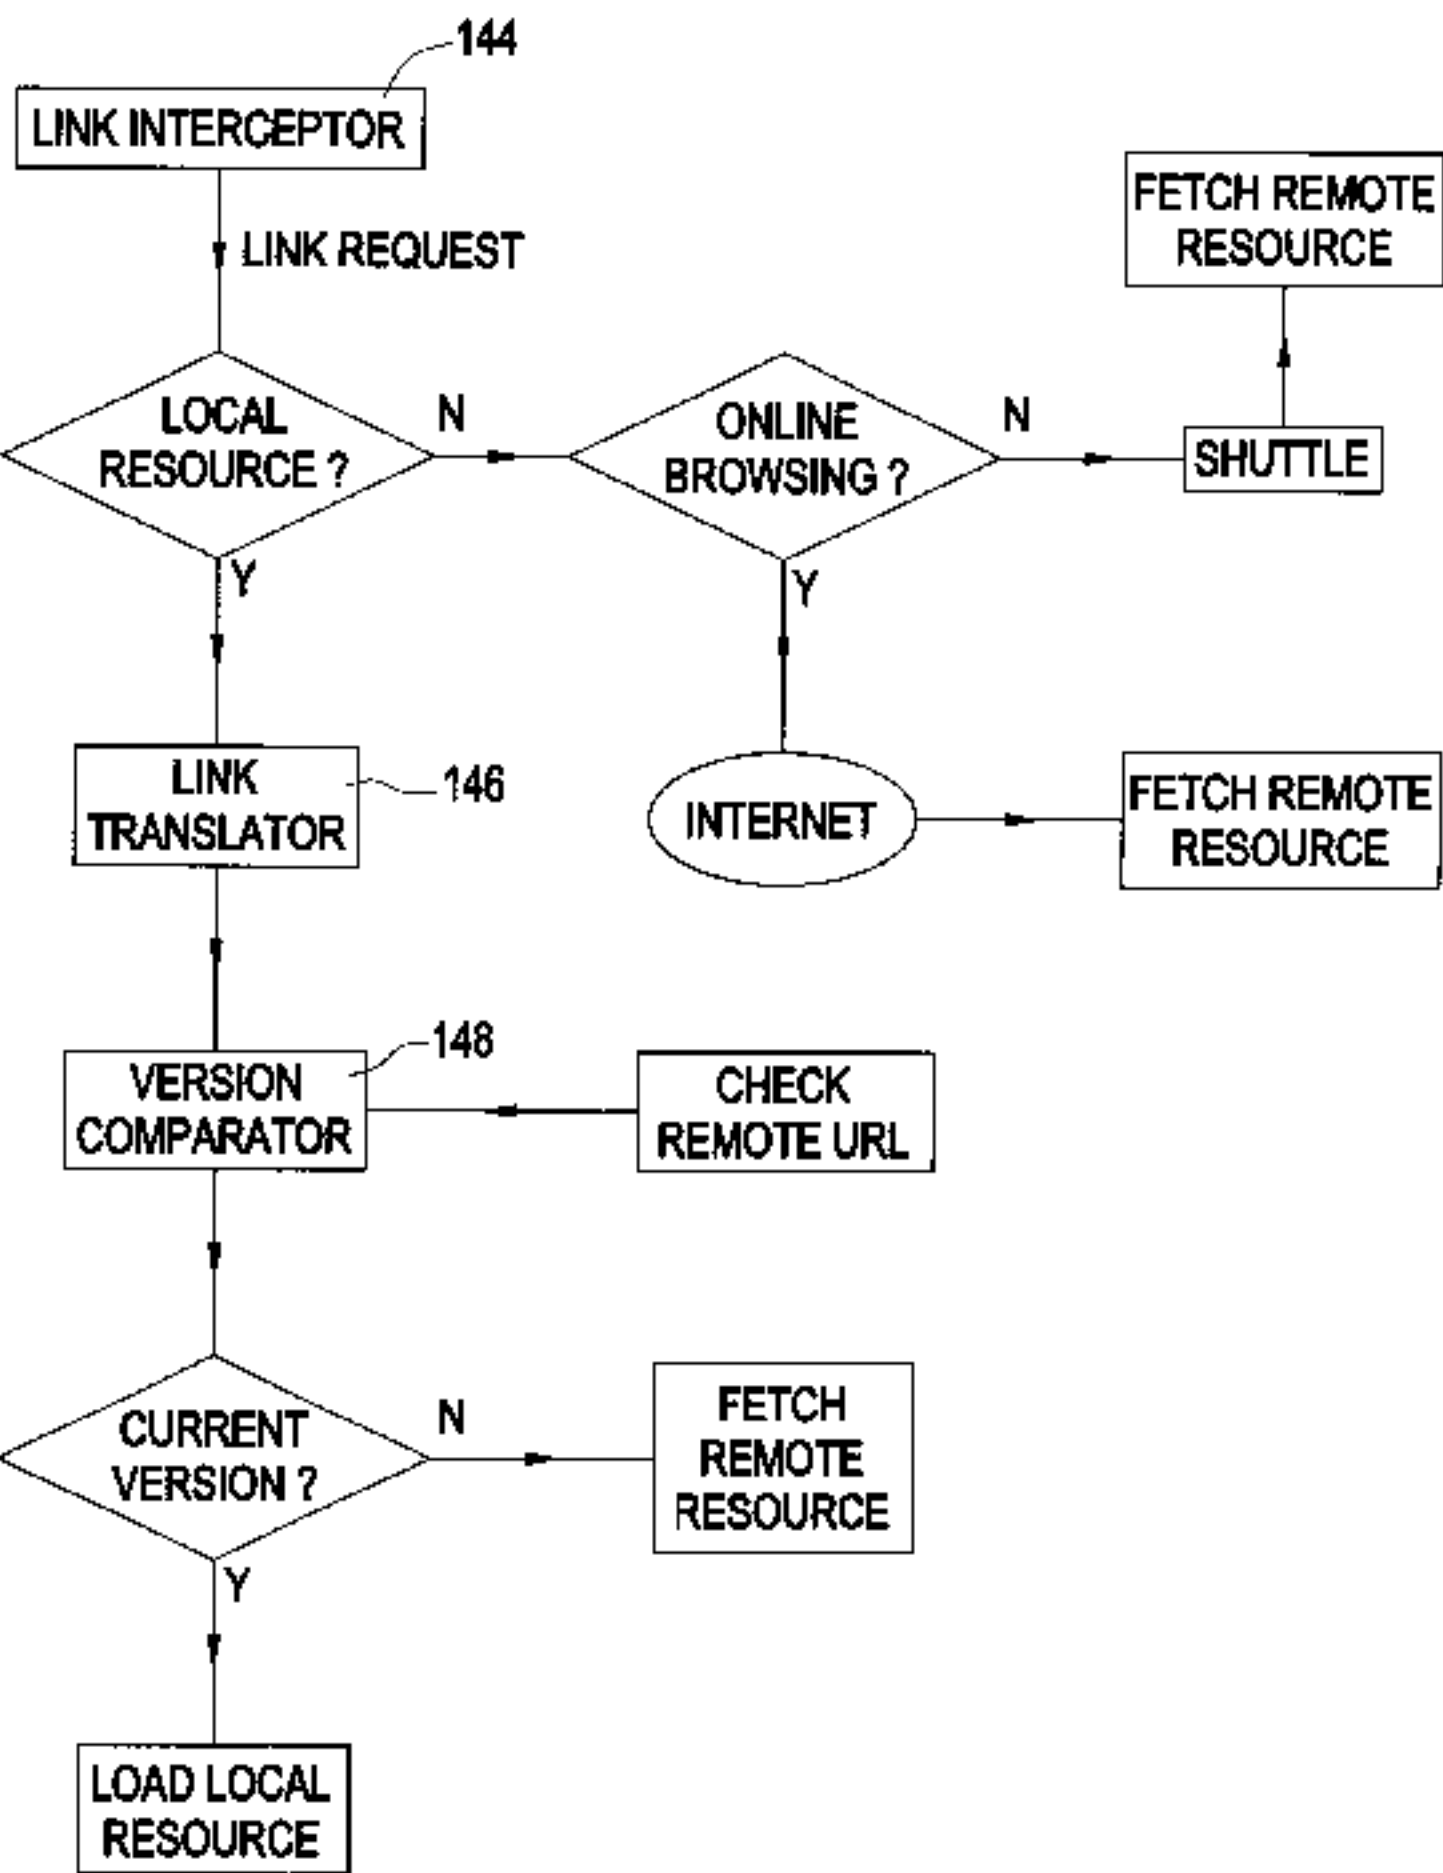 144
LINK INTERCEPTOR
LINK REQUEST
FETCH REMOTE
RESOURCE
LOCAL
RESOURCE ?
N
ONLINE
BROWSING ?
N
SHUTTLE
Y
Y
LINK
TRANSLATOR
146
INTERNET
FETCH REMOTE
RESOURCE
VERSION
COMPARATOR
148
CHECK
REMOTE URL
CURRENT
VERSION ?
N
FETCH
REMOTE
RESOURCE
Y
LOAD LOCAL
RESOURCE